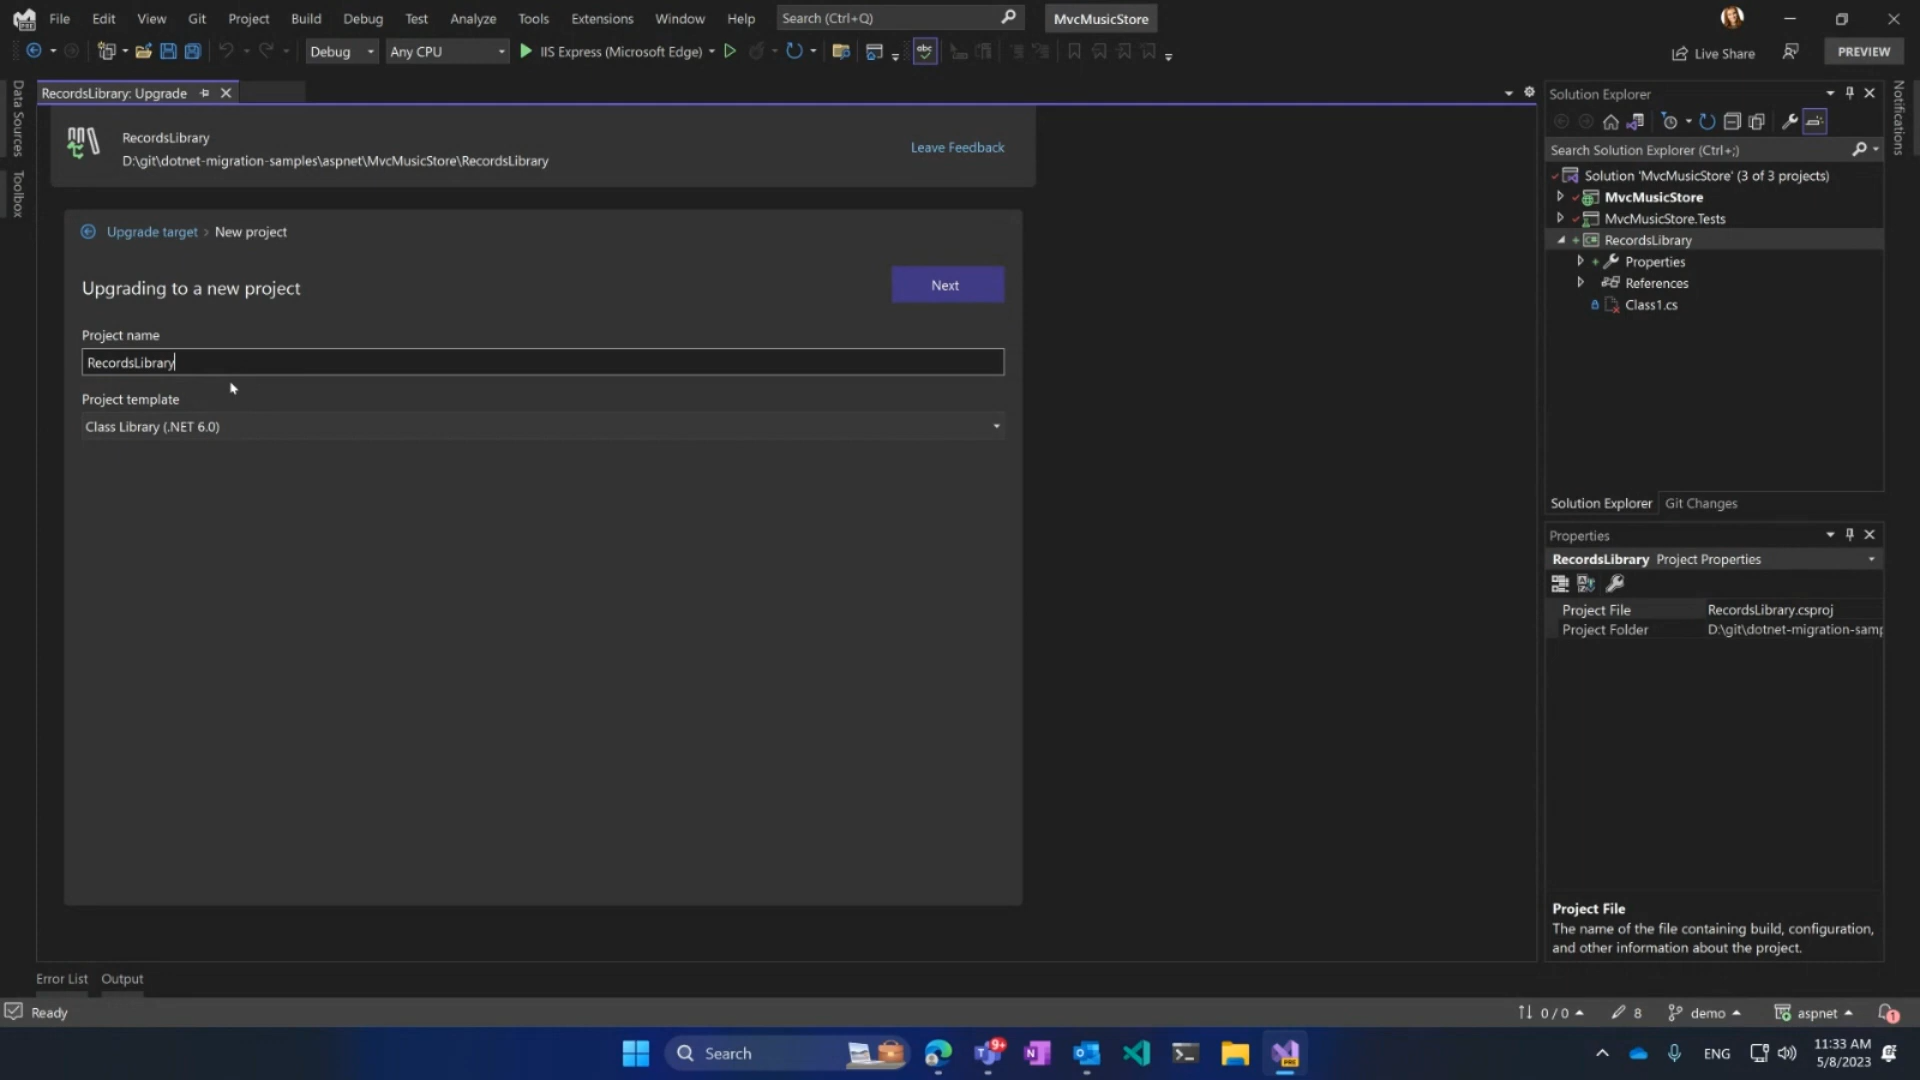 File Edit View Git Project Build Debug Test Analyze Tools Extensions Window Help Search (Ctrl+Q) MvcMusicStore
Debug Any CPU IIS Express (Microsoft Edge) Live Share PREVIEW
Data Sources
Toolbox
RecordsLibrary: Upgrade
RecordsLibrary
D:\git\dotnet-migration-samples\aspnet\MvcMusicStore\RecordsLibrary
Leave Feedback
Upgrade target > New project
Upgrading to a new project
Next
Project name
RecordsLibrary
Project template
Class Library (.NET 6.0)
Solution Explorer
Search Solution Explorer (Ctrl+;)
Solution 'MvcMusicStore' (3 of 3 projects)
MvcMusicStore
MvcMusicStore.Tests
RecordsLibrary
Properties
References
Class1.cs
Solution Explorer Git Changes
Properties
RecordsLibrary Project Properties
Project File RecordsLibrary.csproj
Project Folder D:\git\dotnet-migration-samp
Project File
The name of the file containing build, configuration,
and other information about the project.
Notifications
Error List Output
Ready
0 / 0 8 demo aspnet 1
Search
9+
ENG
11:33 AM
5/8/2023